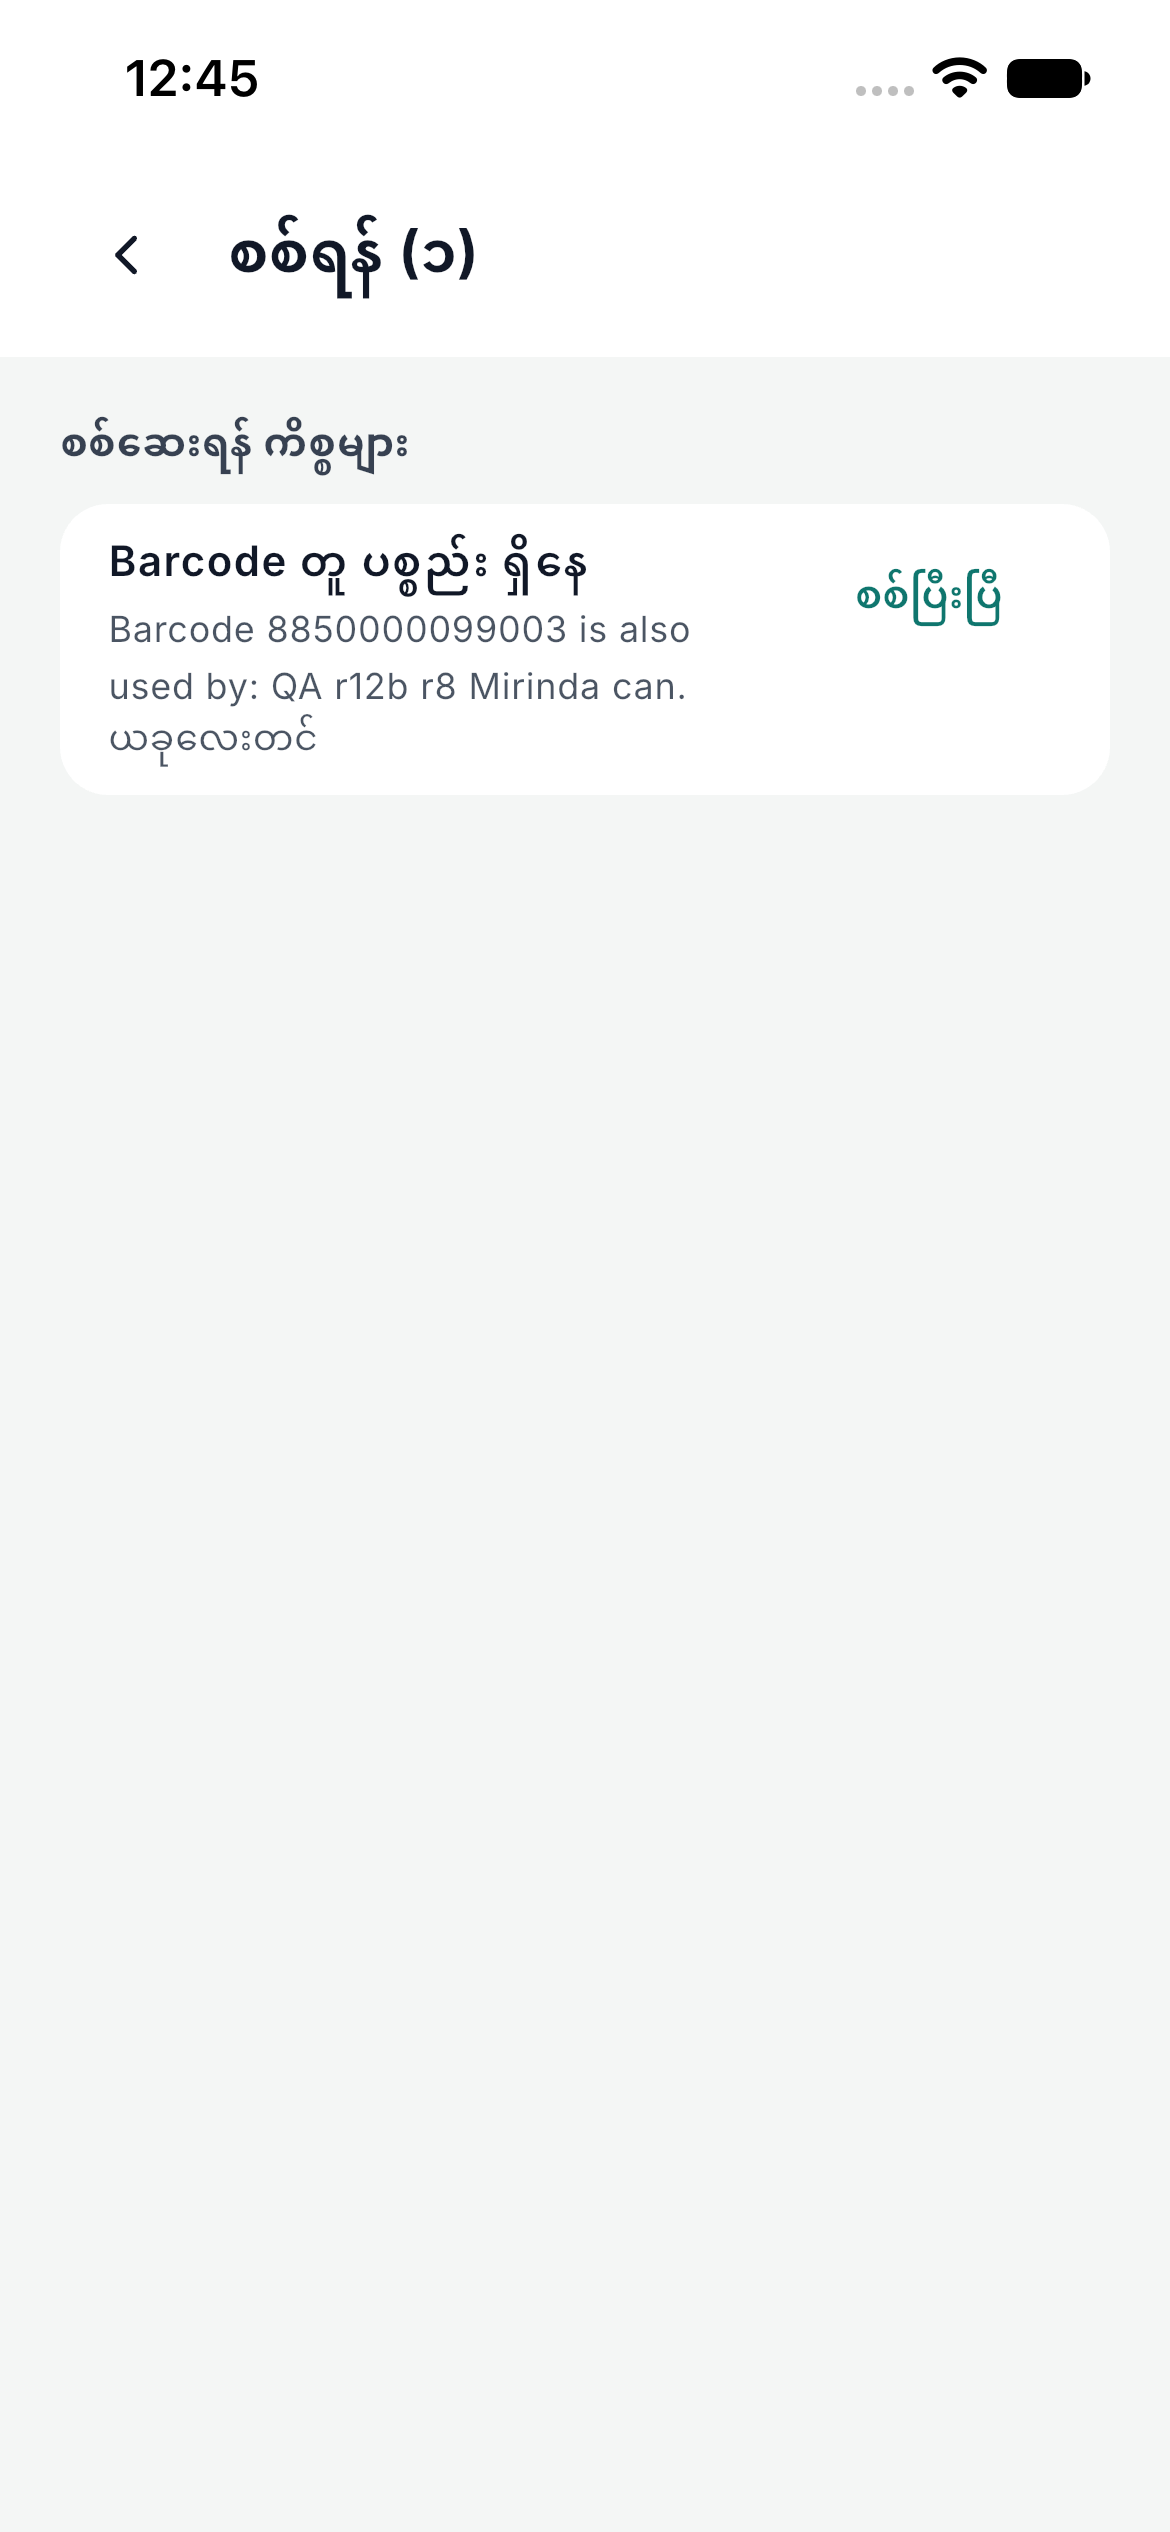 12:45
စစ်ရန် (၁)
စစ်ဆေးရန် ကိစ္စများ
Barcode တူ ပစ္စည်း ရှိနေ
စစ်ပြီးပြီ
Barcode 8850000099003 is also
used by: QA r12b r8 Mirinda can.
ယခုလေးတင်